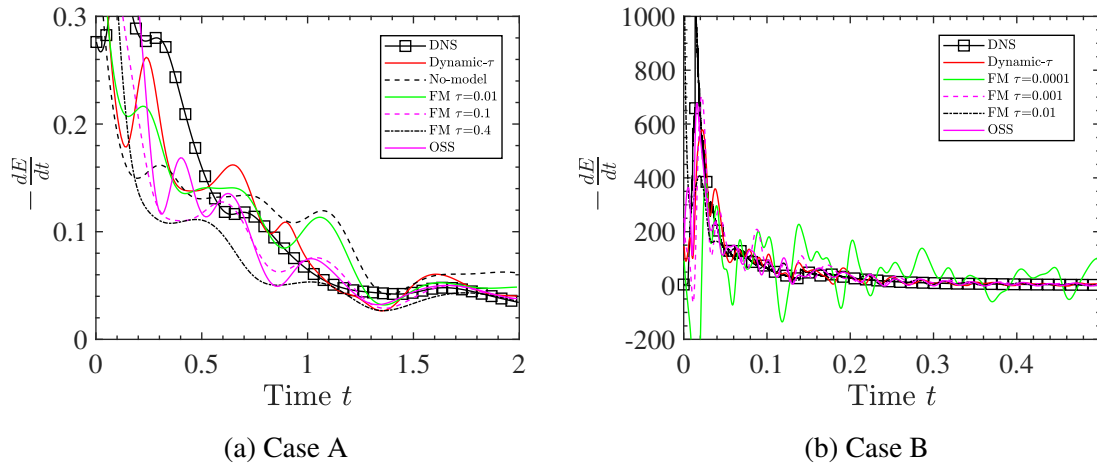 0.3
0.2
0.1
0
0 0.5 1 1.5 2
− dE/dt
Time t
DNS
Dynamic-τ
No-model
FM τ=0.01
FM τ=0.1
FM τ=0.4
OSS
(a) Case A
1000
800
600
400
200
0
-200
0 0.1 0.2 0.3 0.4
− dE/dt
Time t
DNS
Dynamic-τ
FM τ=0.0001
FM τ=0.001
FM τ=0.01
OSS
(b) Case B